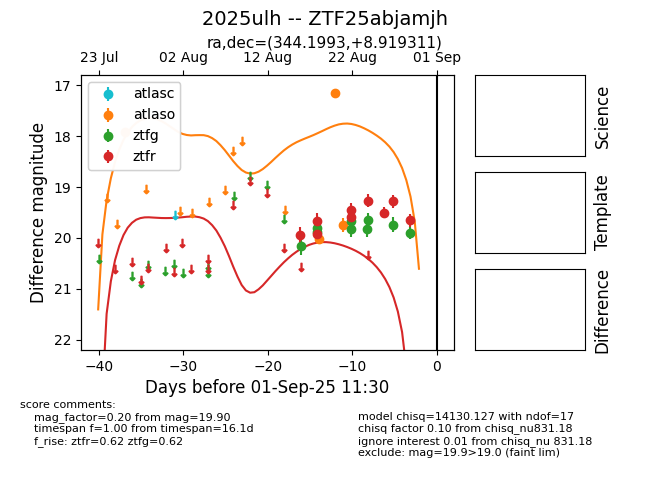 2025ulh -- ZTF25abjamjh
ra,dec=(344.1993,+8.919311)
23 Jul 02 Aug 12 Aug 22 Aug 01 Sep
atlasc
atlaso
ztfg
ztfr
17
18
19
20
21
22
Difference magnitude
−40 −30 −20 −10 0
Days before 01-Sep-25 11:30
Science
Template
Difference
score comments:
mag_factor=0.20 from mag=19.90
timespan f=1.00 from timespan=16.1d
f_rise: ztfr=0.62 ztfg=0.62
model chisq=14130.127 with ndof=17
chisq factor 0.10 from chisq_nu831.18
ignore interest 0.01 from chisq_nu 831.18
exclude: mag=19.9>19.0 (faint lim)